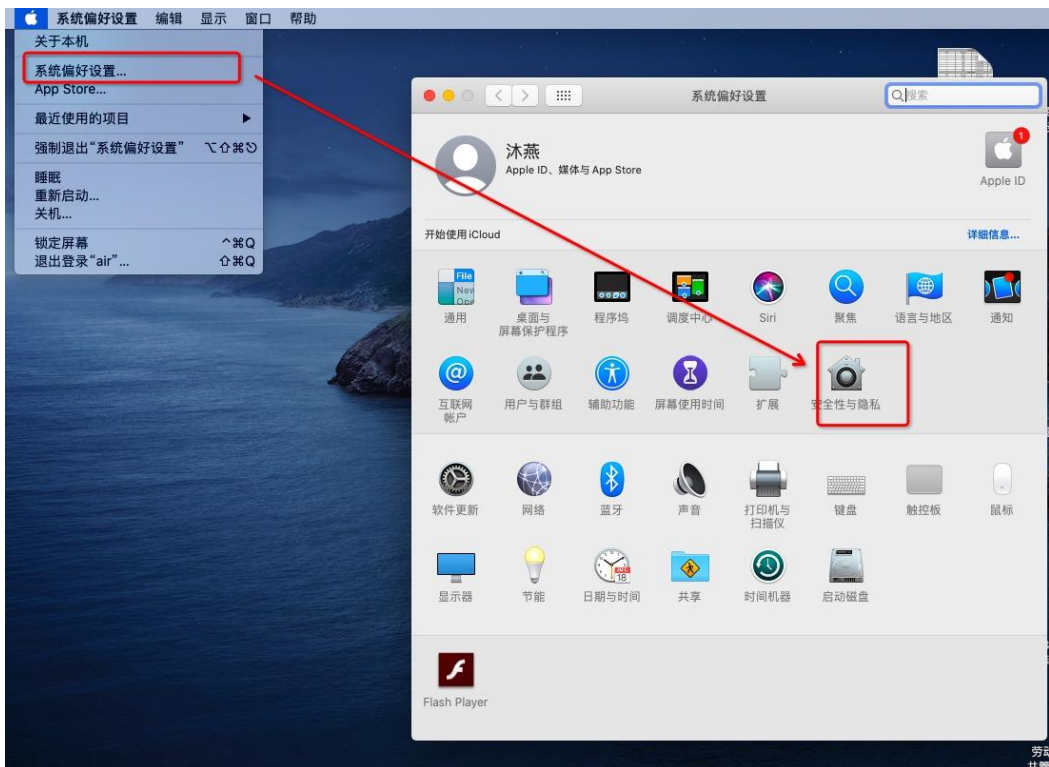 系统偏好设置 编辑 显示 窗口 帮助
关于本机
系统偏好设置...
App Store...
最近使用的项目
强制退出“系统偏好设置” ⌥⇧⌘⎋
睡眠
重新启动...
关机...
锁定屏幕 ^⌘Q
退出登录“air”... ⇧⌘Q
系统偏好设置
搜索
沐燕
Apple ID、媒体与 App Store
1
Apple ID
开始使用 iCloud
详细信息...
File
New
Ope
通用
桌面与
屏幕保护程序
程序坞
调度中心
Siri
聚焦
语言与地区
通知
互联网
帐户
用户与群组
辅助功能
屏幕使用时间
扩展
安全性与隐私
软件更新
网络
蓝牙
声音
打印机与
扫描仪
键盘
触控板
鼠标
显示器
节能
JUL
18
日期与时间
共享
时间机器
启动磁盘
Flash Player
劳动